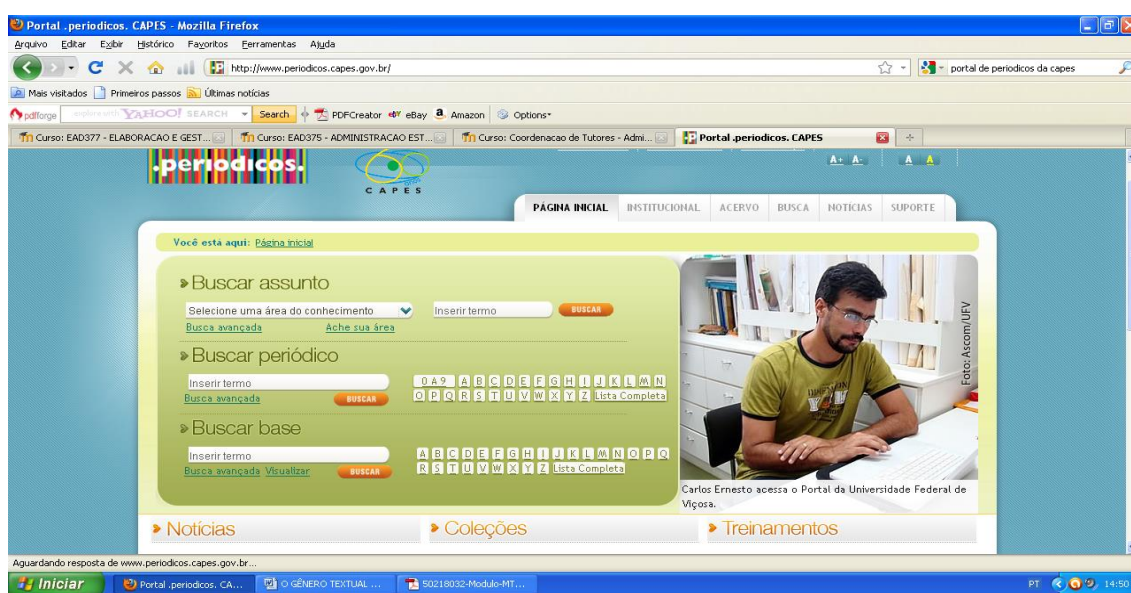 Portal .periodicos. CAPES - Mozilla Firefox
Arquivo Editar Exibir Histórico Favoritos Ferramentas Ajuda
http://www.periodicos.capes.gov.br/ portal de periodicos da capes
Mais visitados Primeiros passos Últimas notícias
pdfforge YAHOO! SEARCH Search PDFCreator eBay Amazon Options
Curso: EAD377 - ELABORACAO E GEST... Curso: EAD375 - ADMINISTRACAO EST... Curso: Coordenacao de Tutores - Admi... Portal .periodicos. CAPES
.periodicos. A+ A- A A
CAPES
PÁGINA INICIAL INSTITUCIONAL ACERVO BUSCA NOTÍCIAS SUPORTE
Você está aqui: Página inicial
Buscar assunto
Selecione uma área do conhecimento Inserir termo BUSCAR
Busca avançada Ache sua área
Buscar periódico
Inserir termo 0 A 9 A B C D E F G H I J K L M N
Busca avançada BUSCAR O P Q R S T U V W X Y Z Lista Completa
Buscar base
Inserir termo A B C D E F G H I J K L M N O P Q
Busca avançada Visualizar BUSCAR R S T U V W X Y Z Lista Completa
Foto: Ascom/UFV
Carlos Ernesto acessa o Portal da Universidade Federal de
Viçosa.
Notícias Coleções Treinamentos
Aguardando resposta de www.periodicos.capes.gov.br...
Iniciar Portal .periodicos. CA... O GÊNERO TEXTUAL ... 50218032-Modulo-MT... PT 14:50